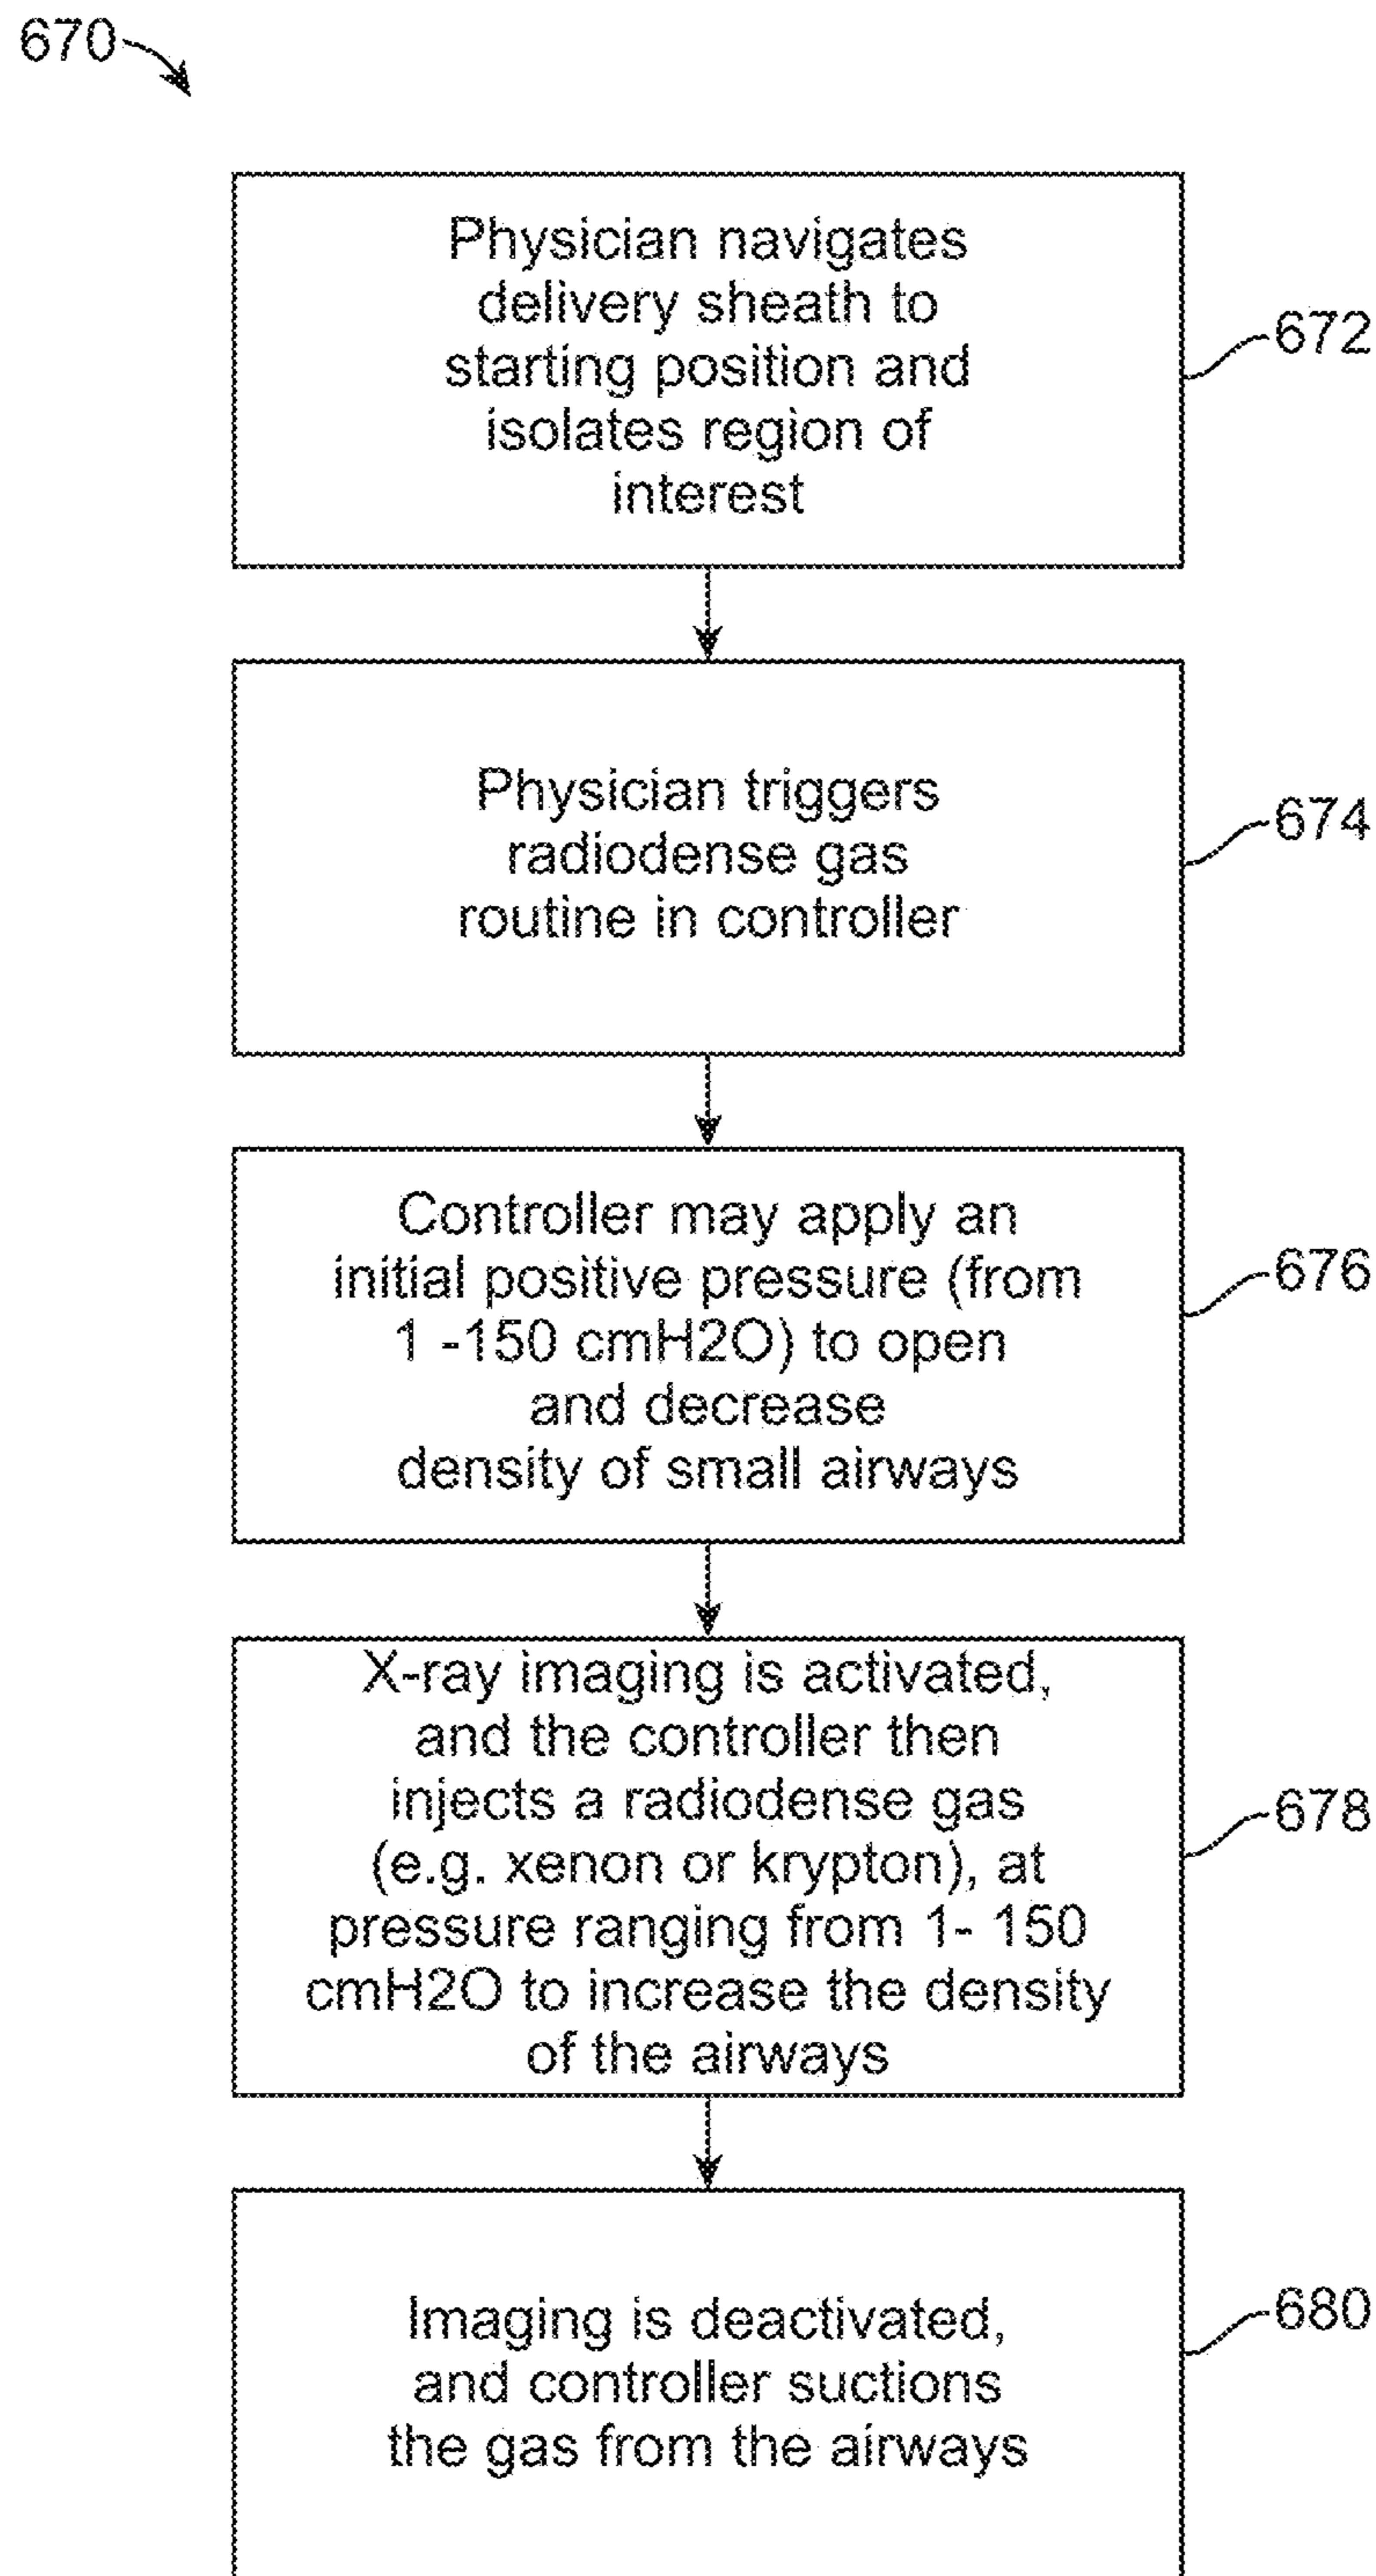 670
Physician navigates
delivery sheath to
starting position and
isolates region of
interest
672
Physician triggers
radiodense gas
routine in controller
674
Controller may apply an
initial positive pressure (from
1 -150 cmH2O) to open
and decrease
density of small airways
676
X-ray imaging is activated,
and the controller then
injects a radiodense gas
(e.g. xenon or krypton), at
pressure ranging from 1- 150
cmH2O to increase the density
of the airways
678
Imaging is deactivated,
and controller suctions
the gas from the airways
680